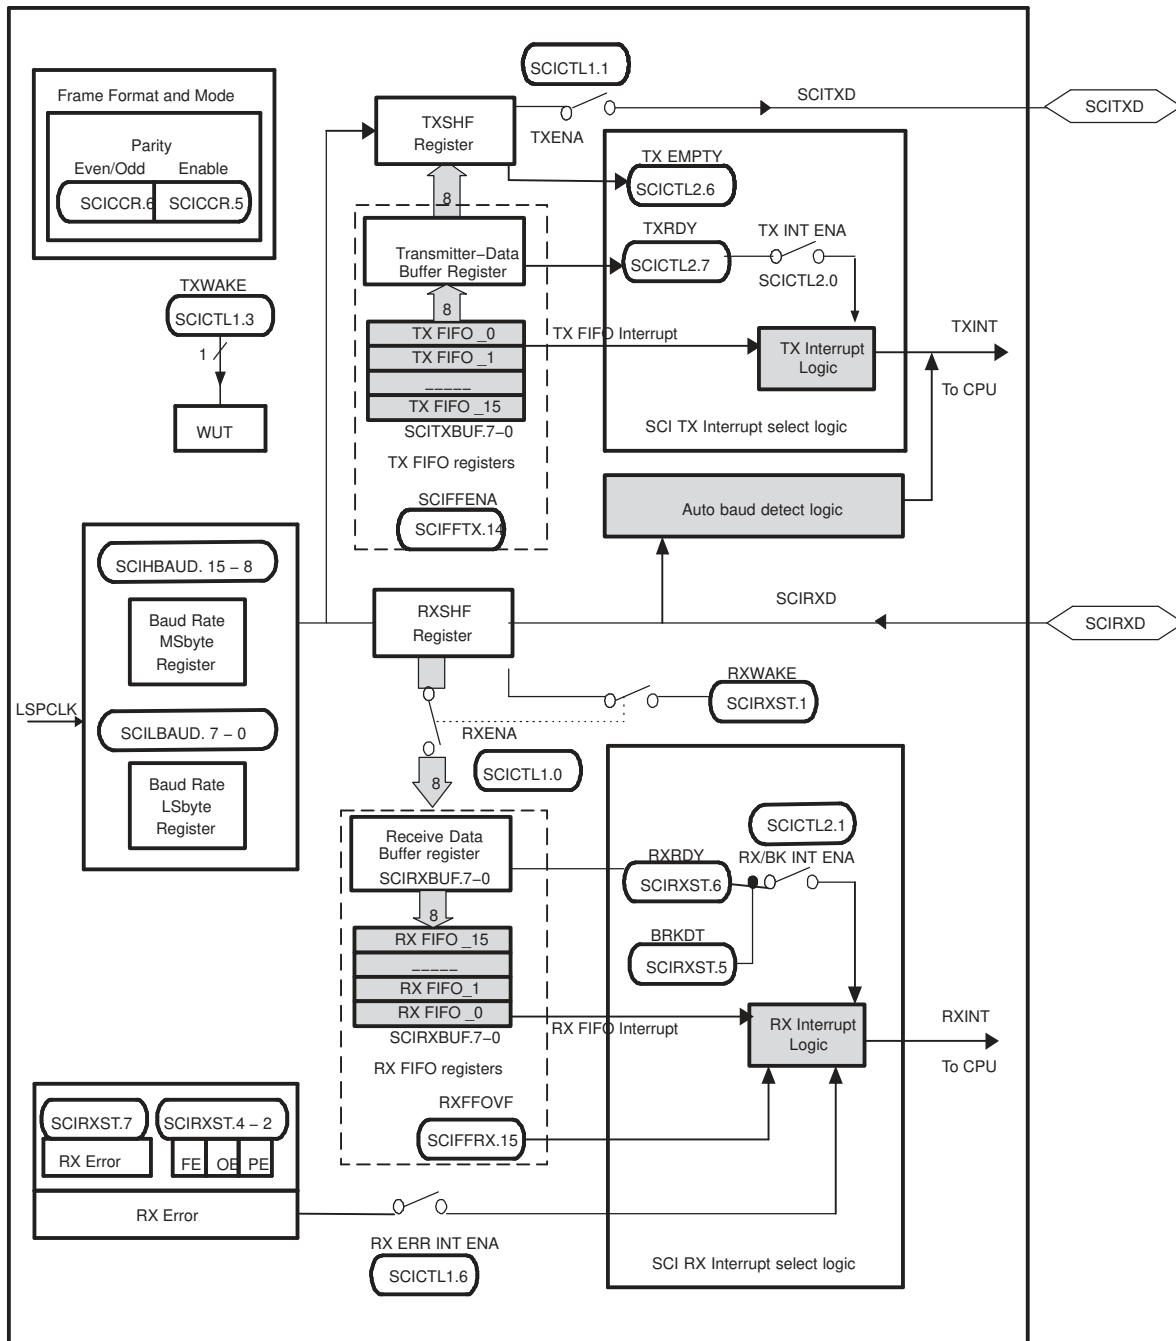 SCICTL1.1
Frame Format and Mode
Parity
Even/Odd Enable
SCICCR.6 SCICCR.5
TXSHF
Register
TXENA
SCITXD
SCITXD
TX EMPTY
SCICTL2.6
8
Transmitter–Data
Buffer Register
TXRDY
SCICTL2.7
TX INT ENA
SCICTL2.0
TXWAKE
SCICTL1.3
1
WUT
8
TX FIFO _0
TX FIFO _1
_____
TX FIFO _15
SCITXBUF.7–0
TX FIFO registers
SCIFFENA
SCIFFTX.14
TX FIFO Interrupt
TX Interrupt
Logic
TXINT
To CPU
SCI TX Interrupt select logic
Auto baud detect logic
SCIHBAUD. 15 – 8
Baud Rate
MSbyte
Register
LSPCLK
SCILBAUD. 7 – 0
Baud Rate
LSbyte
Register
RXSHF
Register
SCIRXD
SCIRXD
RXWAKE
SCIRXST.1
RXENA
SCICTL1.0
8
Receive Data
Buffer register
SCIRXBUF.7–0
8
RX FIFO _15
_____
RX FIFO_1
RX FIFO _0
SCIRXBUF.7–0
RX FIFO registers
RX FIFO Interrupt
SCICTL2.1
RXRDY
SCIRXST.6
RX/BK INT ENA
BRKDT
SCIRXST.5
RX Interrupt
Logic
RXINT
To CPU
RXFFOVF
SCIFFRX.15
SCIRXST.7 SCIRXST.4 – 2
RX Error FE OE PE
RX Error
RX ERR INT ENA
SCICTL1.6
SCI RX Interrupt select logic